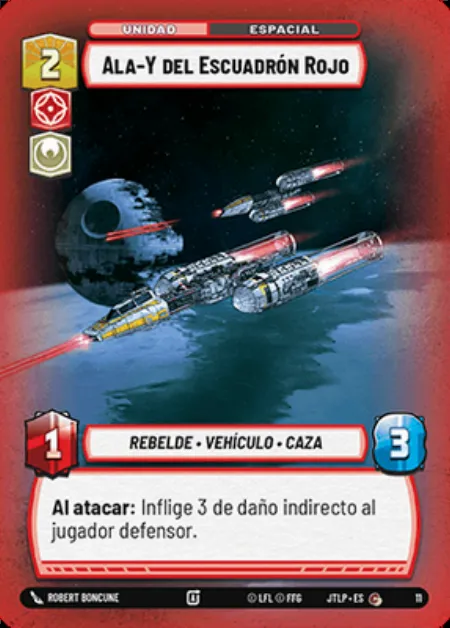 UNIDAD ESPACIAL
2
ALA-Y DEL ESCUADRÓN ROJO
1
REBELDE • VEHÍCULO • CAZA
3
Al atacar: Inflige 3 de daño indirecto al
jugador defensor.
ROBERT BONCUNE © LFL © FFG JTLP • ES C 11